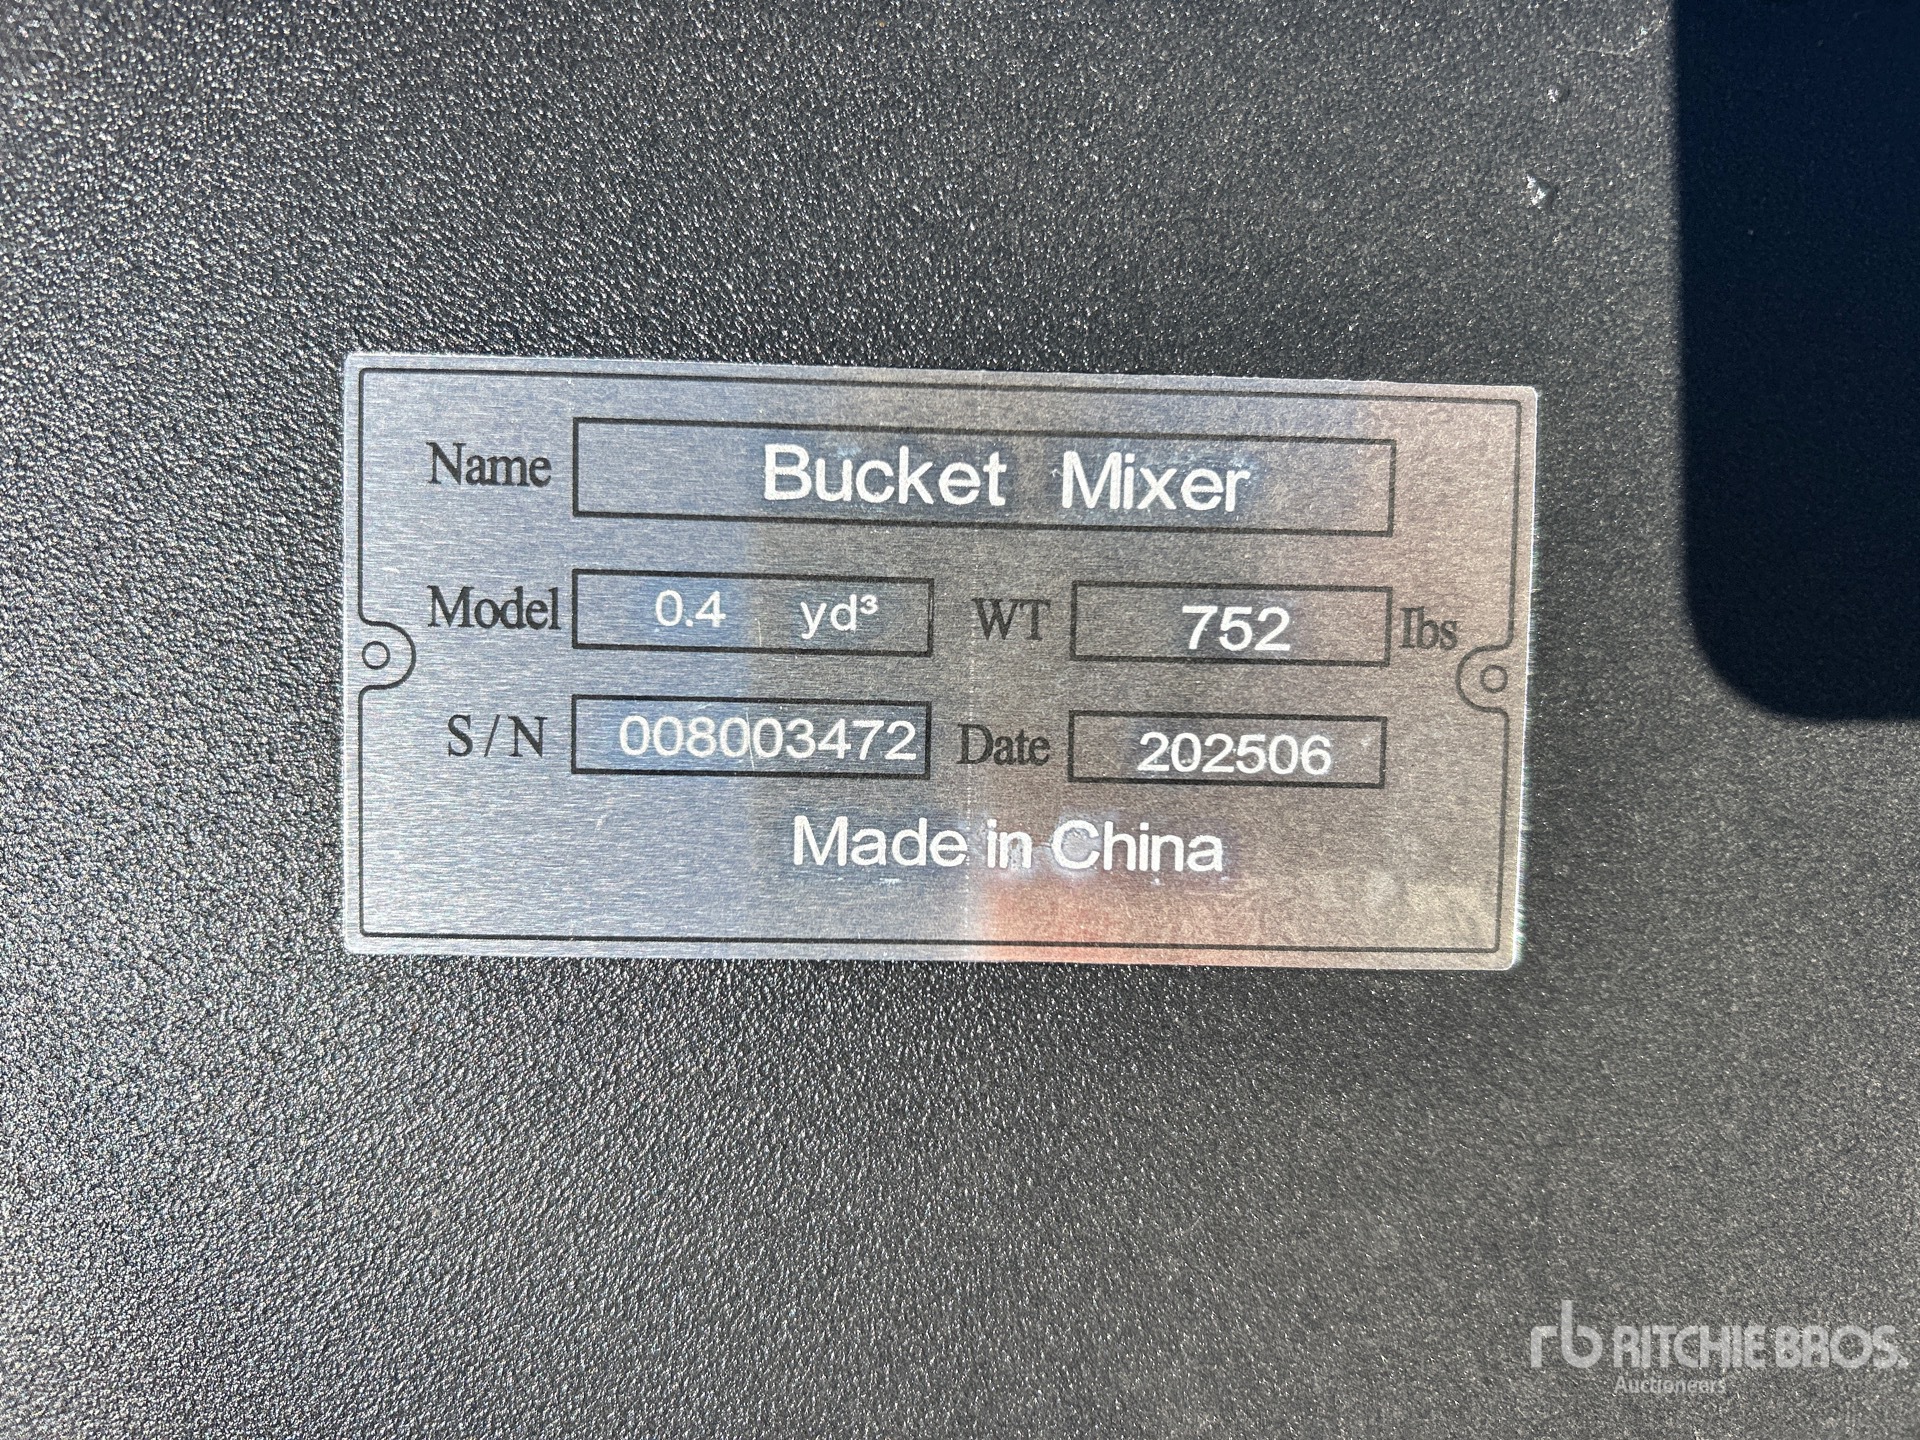 Name Bucket Mixer
Model 0.4 yd³ WT 752 lbs
S/N 008003472 Date 202506
Made in China
rb RITCHIE BROS.
Auctioneers